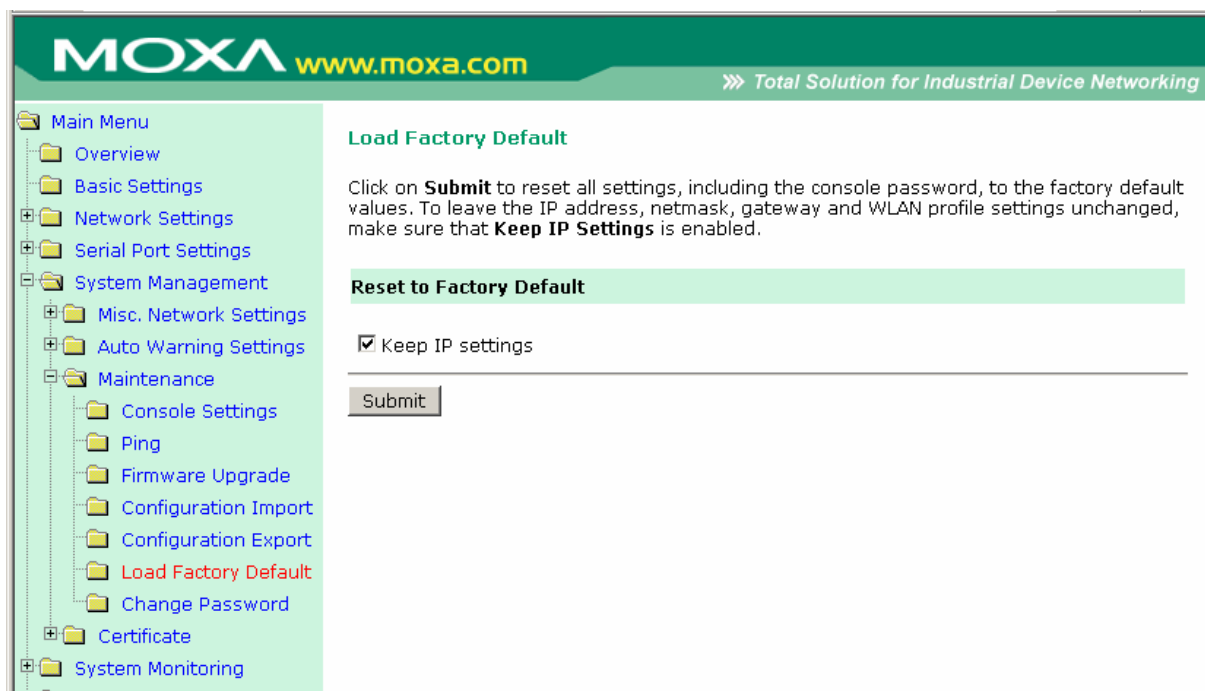 MOXA www.moxa.com
Total Solution for Industrial Device Networking
Main Menu
Overview
Basic Settings
Network Settings
Serial Port Settings
System Management
Misc. Network Settings
Auto Warning Settings
Maintenance
Console Settings
Ping
Firmware Upgrade
Configuration Import
Configuration Export
Load Factory Default
Change Password
Certificate
System Monitoring
Load Factory Default
Click on Submit to reset all settings, including the console password, to the factory default
values. To leave the IP address, netmask, gateway and WLAN profile settings unchanged,
make sure that Keep IP Settings is enabled.
Reset to Factory Default
Keep IP settings
Submit